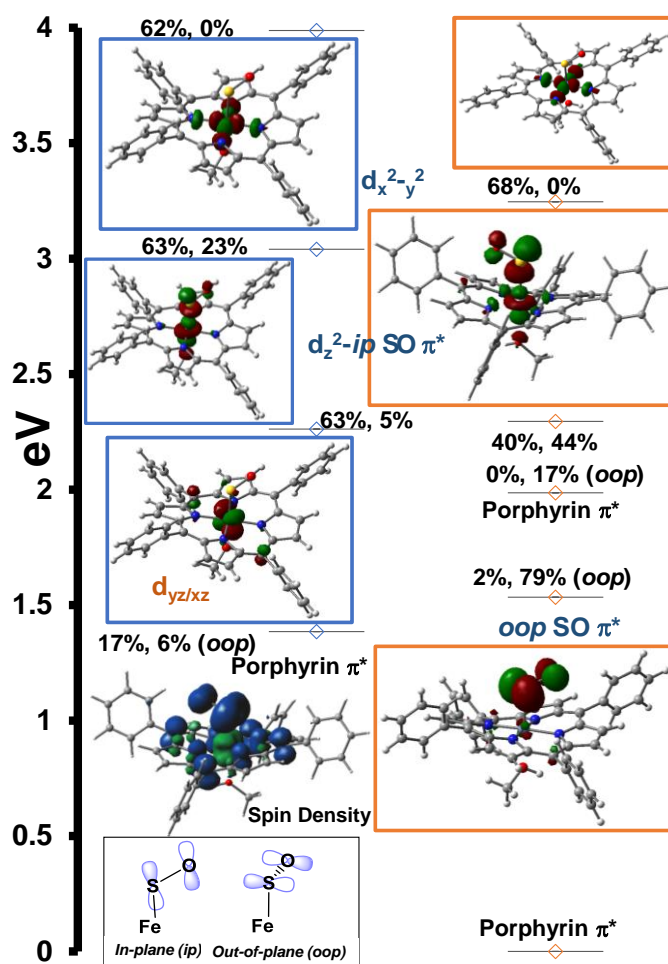 4
62%, 0%
3.5
dx²-y²
68%, 0%
63%, 23%
3
dz²-ip SO π*
2.5
63%, 5%
40%, 44%
eV
0%, 17% (oop)
2
Porphyrin π*
dyz/xz
2%, 79% (oop)
1.5
oop SO π*
17%, 6% (oop)
Porphyrin π*
1
Spin Density
0.5
O
S
Fe
In-plane (ip)
O
S
Fe
Out-of-plane (oop)
Porphyrin π*
0